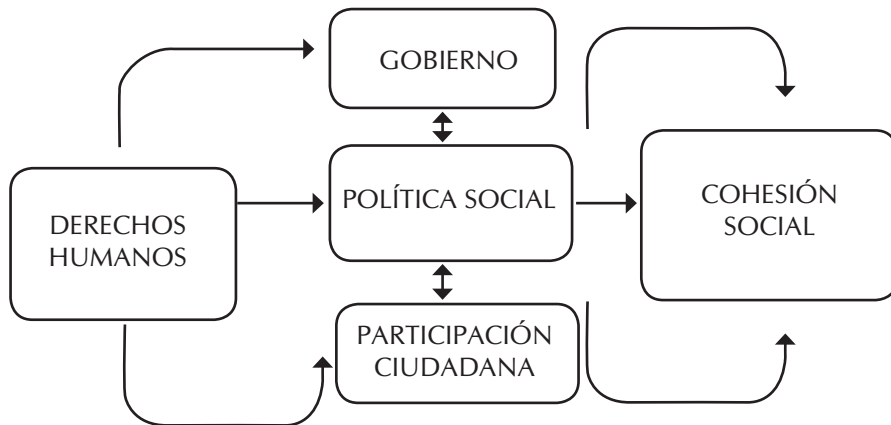 GOBIERNO
DERECHOS
HUMANOS
POLÍTICA SOCIAL
COHESIÓN
SOCIAL
PARTICIPACIÓN
CIUDADANA